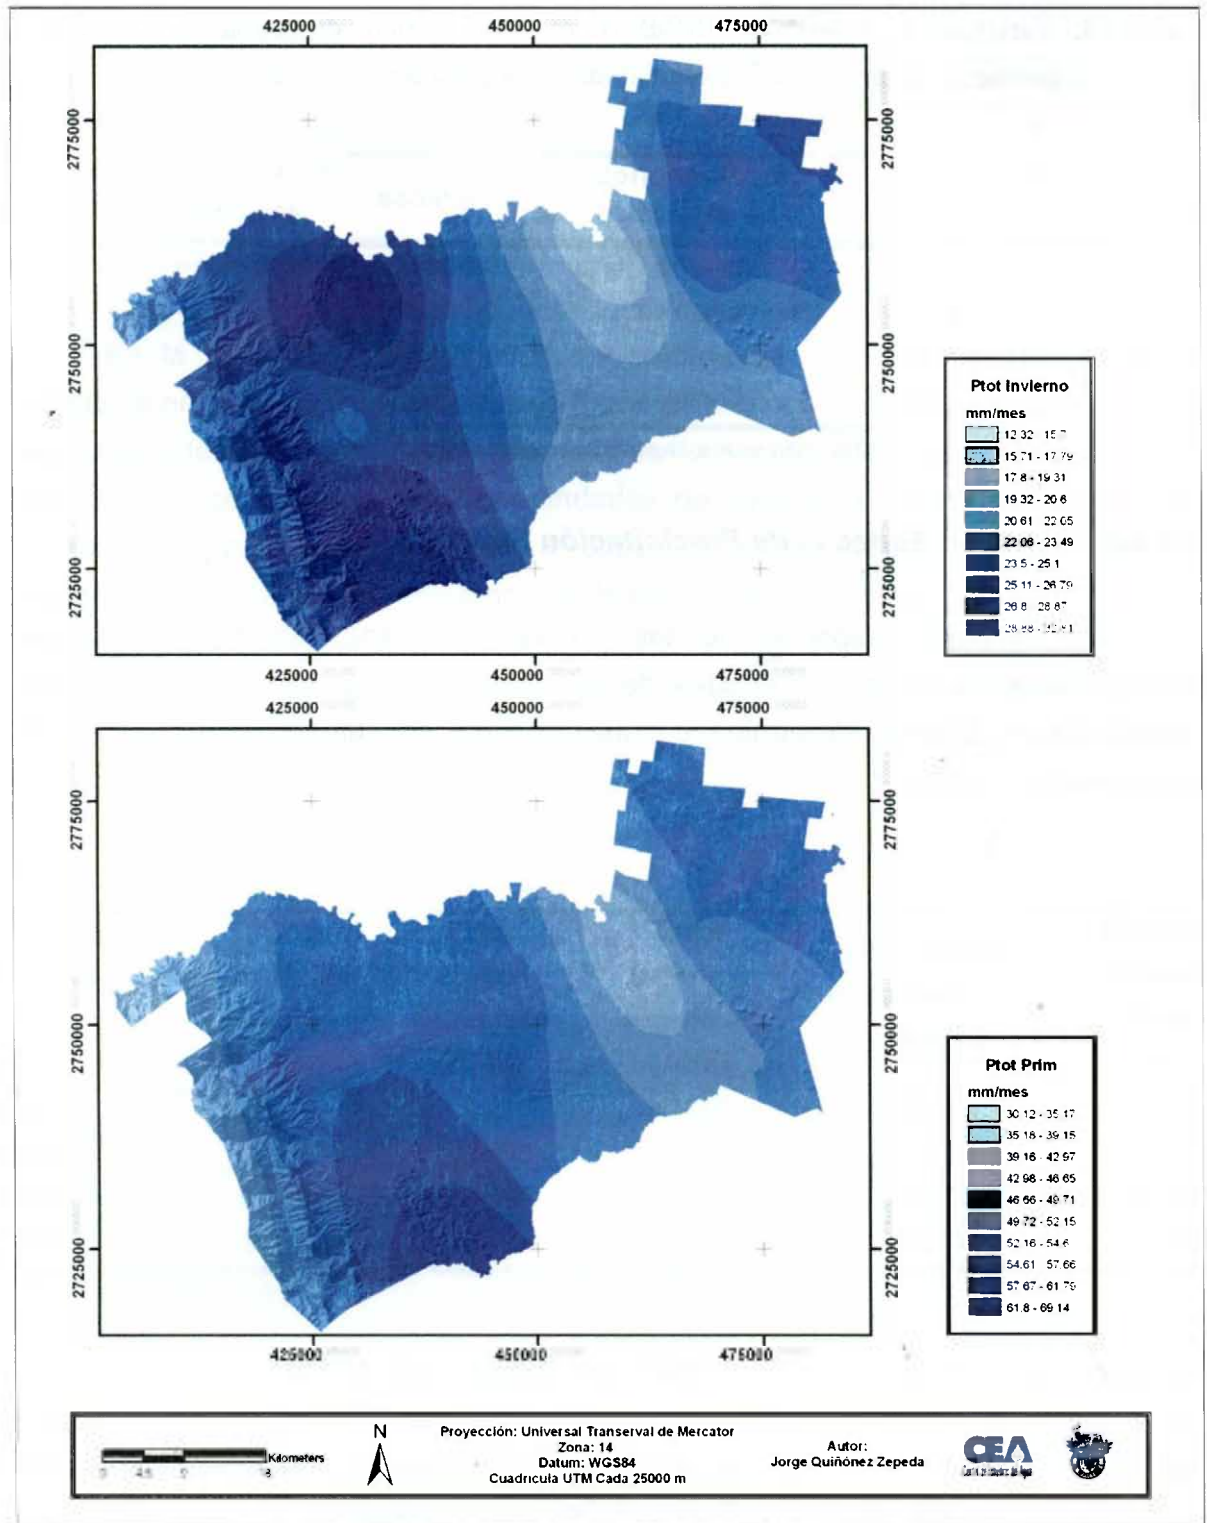 425000 450000 475000
2775000 2775000
2750000 2750000
2725000 2725000
425000 450000 475000
Ptot Invierno
mm/mes
12.32 - 15.7
15.71 - 17.79
17.8 - 19.31
19.32 - 20.6
20.61 - 22.05
22.06 - 23.49
23.5 - 25.1
25.11 - 26.79
26.8 - 28.87
425000 450000 475000
2775000 2775000
2750000 2750000
2725000 2725000
425000 450000 475000
Ptot Prim
mm/mes
30.12 - 35.17
35.18 - 39.15
39.16 - 42.97
42.98 - 46.65
46.66 - 49.71
49.72 - 52.15
52.16 - 54.6
54.61 - 57.66
57.67 - 61.79
61.8 - 69.14
Kilometers
N
Proyección: Universal Transerval de Mercator
Zona: 14
Datum: WGS84
Cuadricula UTM Cada 25000 m
Autor:
Jorge Quiñónez Zepeda
CEA